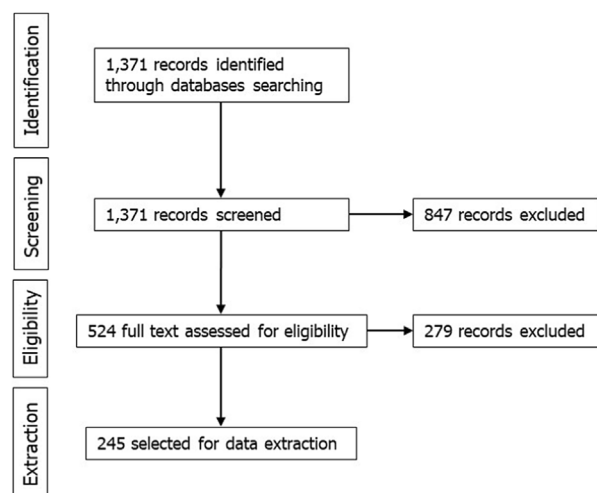 Identification
1,371 records identified
through databases searching
Screening
1,371 records screened
847 records excluded
Eligibility
524 full text assessed for eligibility
279 records excluded
Extraction
245 selected for data extraction